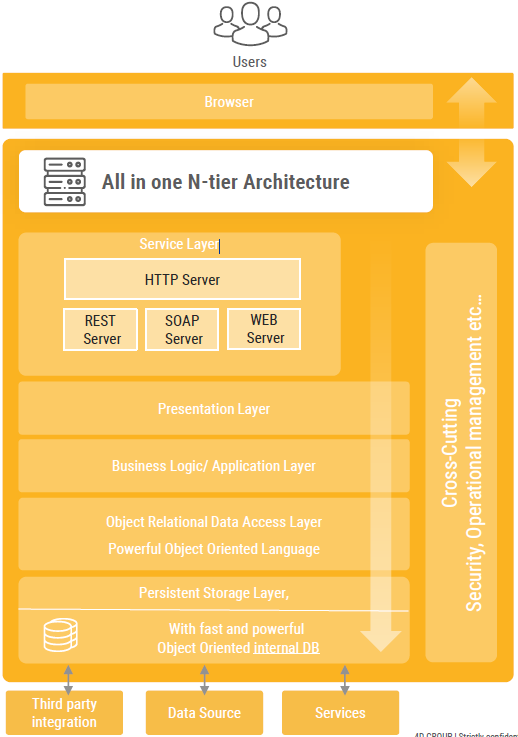 Users
Browser
All in one N-tier Architecture
Service Layer
HTTP Server
REST
Server
SOAP
Server
WEB
Server
Presentation Layer
Business Logic/ Application Layer
Object Relational Data Access Layer
Powerful Object Oriented Language
Persistent Storage Layer,
With fast and powerful
Object Oriented internal DB
Cross-Cutting
Security, Operational management etc...
Third party
integration
Data Source
Services
4D GROUP | Strictly